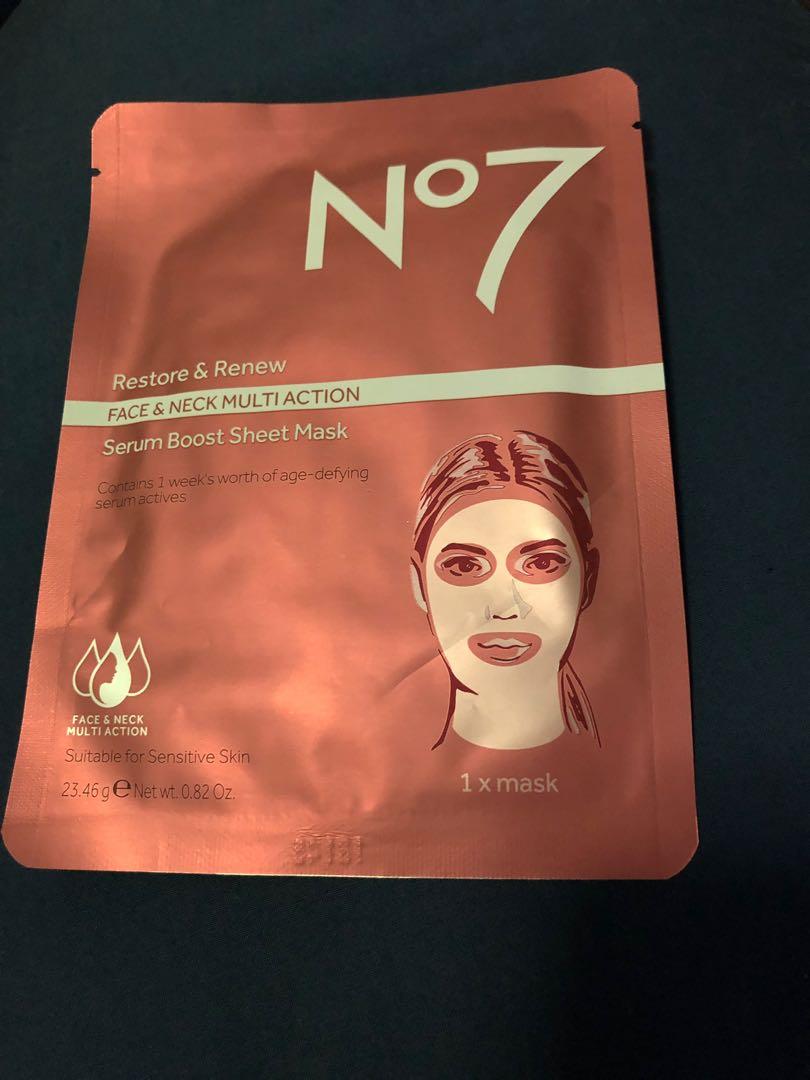 No7
Restore & Renew
FACE & NECK MULTI ACTION
Serum Boost Sheet Mask
Contains 1 week's worth of age-defying
serum actives
FACE & NECK
MULTI ACTION
Suitable for Sensitive Skin
23.46 g e Net wt. 0.82 Oz.
1 x mask